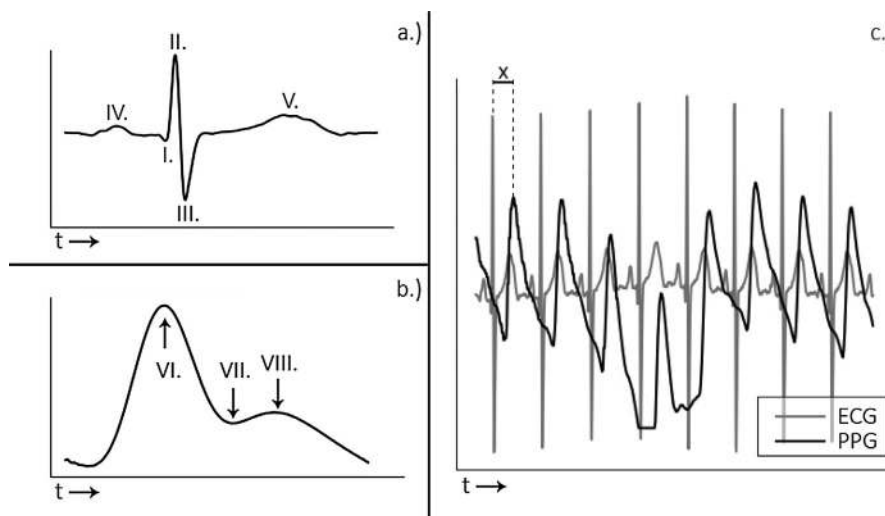 a.)
II.
IV.
V.
I.
III.
t
b.)
VI.
VII.
VIII.
t
c.
x
ECG
PPG
t